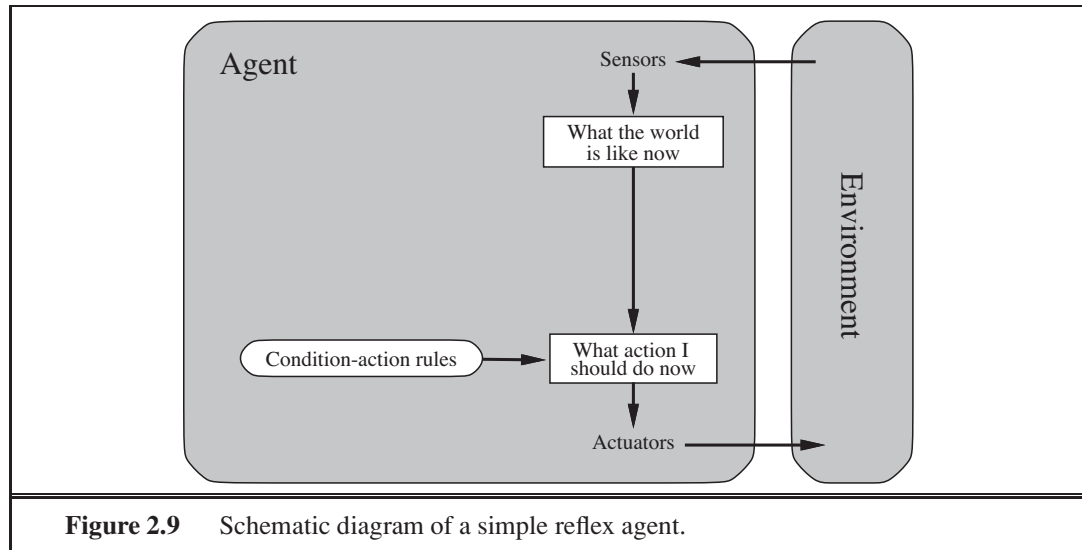 Agent
Sensors
What the world
is like now
Environment
Condition-action rules
What action I
should do now
Actuators
Figure 2.9 Schematic diagram of a simple reflex agent.